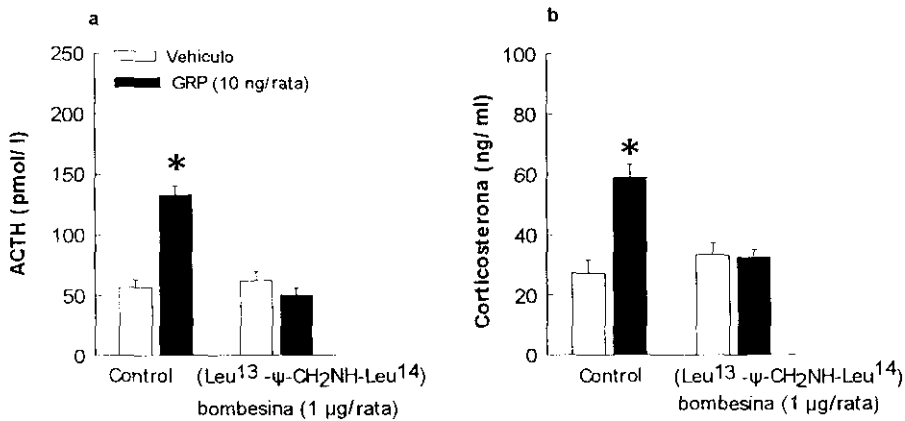 a
250
200
150
100
50
0
ACTH (pmol/ l)
Vehículo
GRP (10 ng/rata)
*
Control (Leu13 -ψ-CH2NH-Leu14)
bombesina (1 µg/rata)
b
100
80
60
40
20
0
Corticosterona (ng/ ml)
*
Control (Leu13 -ψ-CH2NH-Leu14)
bombesina (1 µg/rata)